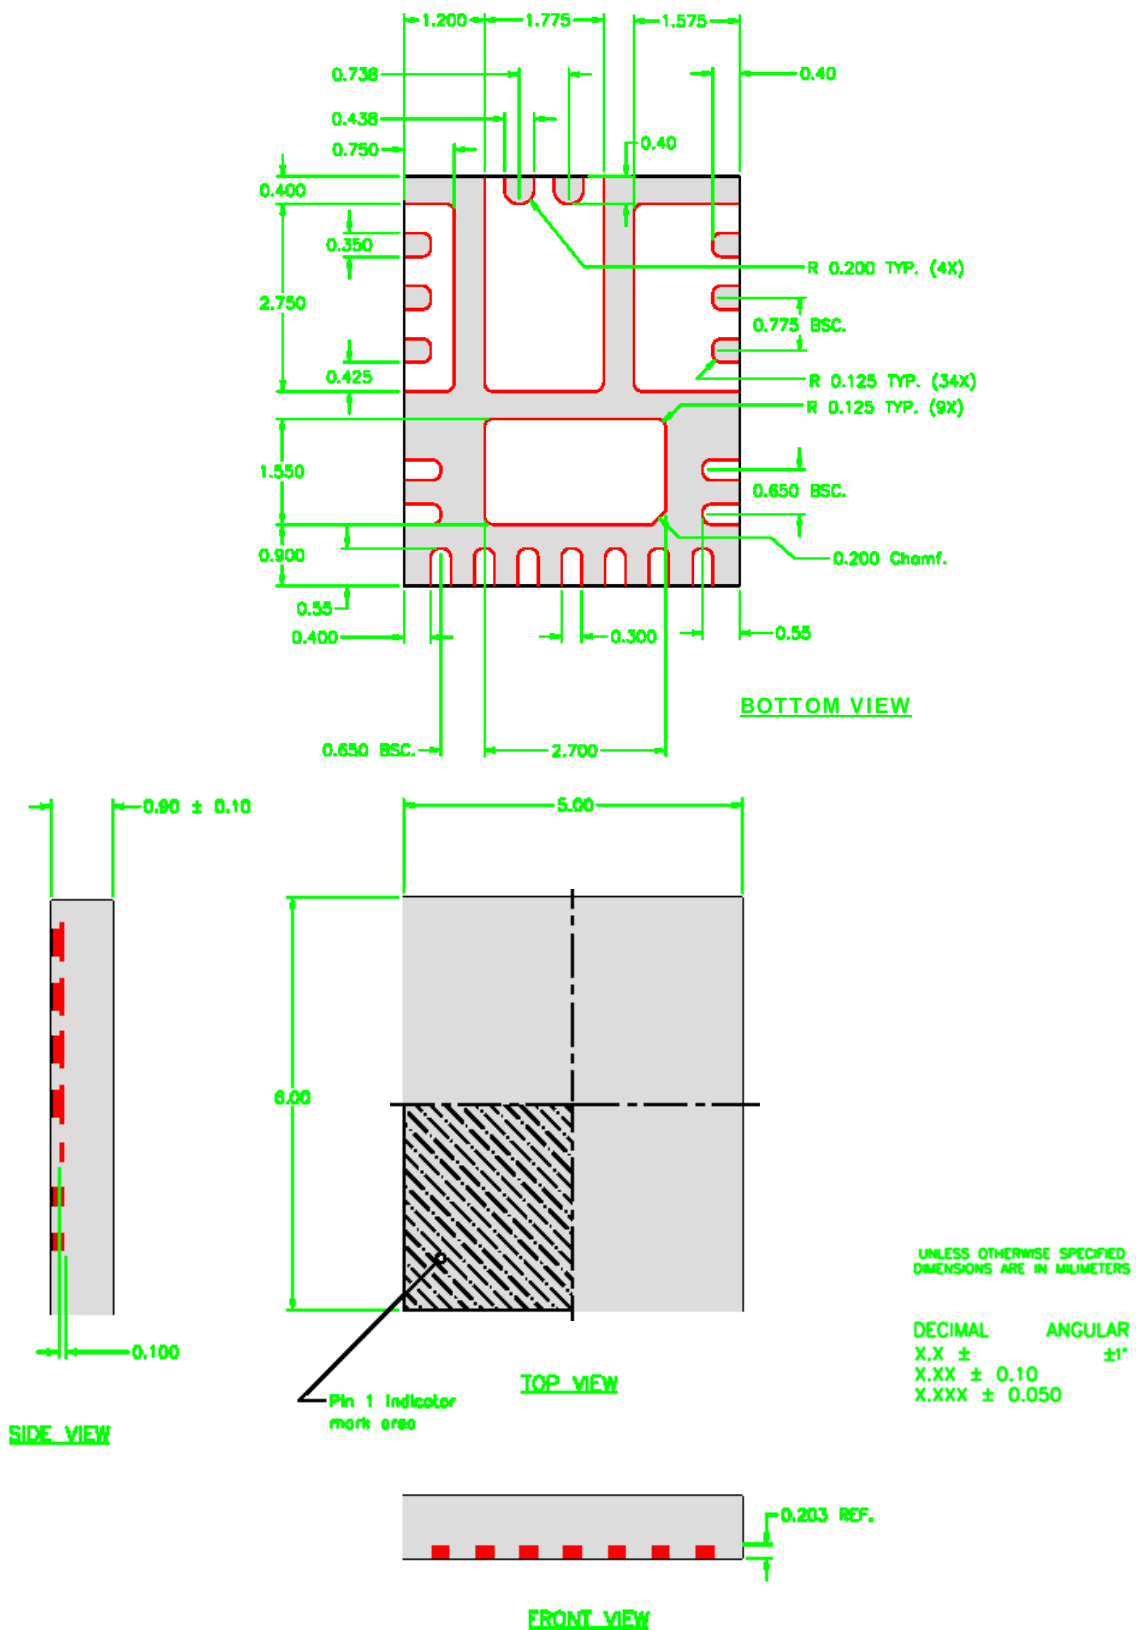 1.200 1.775 1.575
0.738 0.40
0.438
0.750 0.40
0.400
0.350
R 0.200 TYP. (4X)
2.750
0.775 BSC.
0.425
R 0.125 TYP. (34X)
R 0.125 TYP. (9X)
1.550
0.650 BSC.
0.900
0.200 Chamf.
0.55
0.400 0.300 0.55
BOTTOM VIEW
0.650 BSC. 2.700
0.90 ± 0.10 5.00
6.00
UNLESS OTHERWISE SPECIFIED
DIMENSIONS ARE IN MILIMETERS
DECIMAL ANGULAR
X.X ± ±1°
X.XX ± 0.10
X.XXX ± 0.050
0.100
TOP VIEW
Pin 1 Indicator
mark area
SIDE VIEW
0.203 REF.
FRONT VIEW